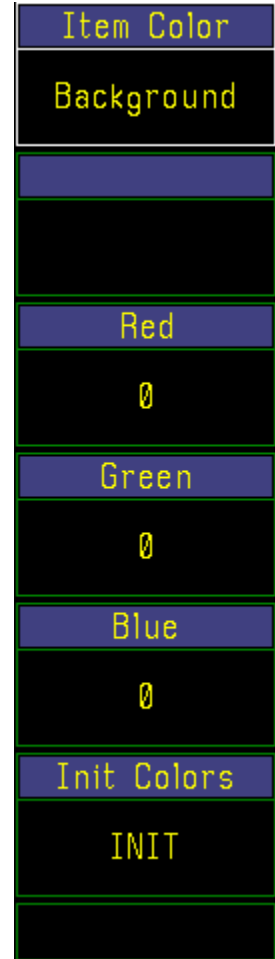 Item Color
Background
Red
0
Green
0
Blue
0
Init Colors
INIT